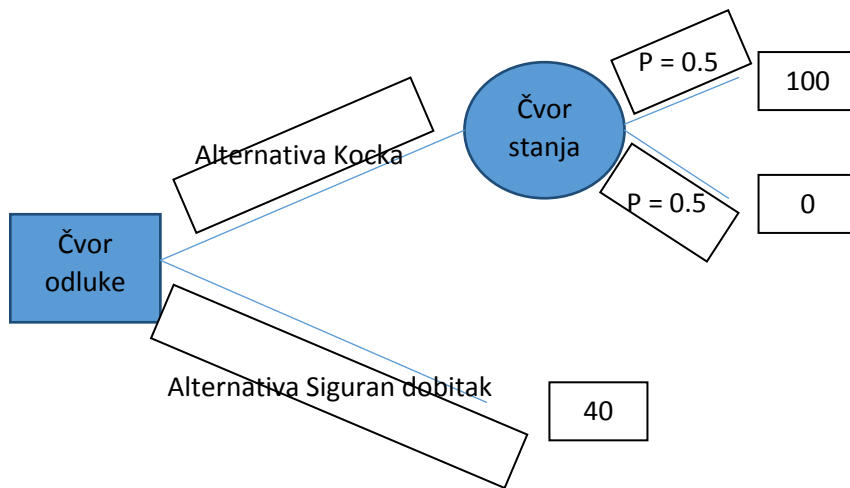 P = 0.5
100
Čvor
stanja
Alternativa Kocka
P = 0.5
0
Čvor
odluke
Alternativa Siguran dobitak
40